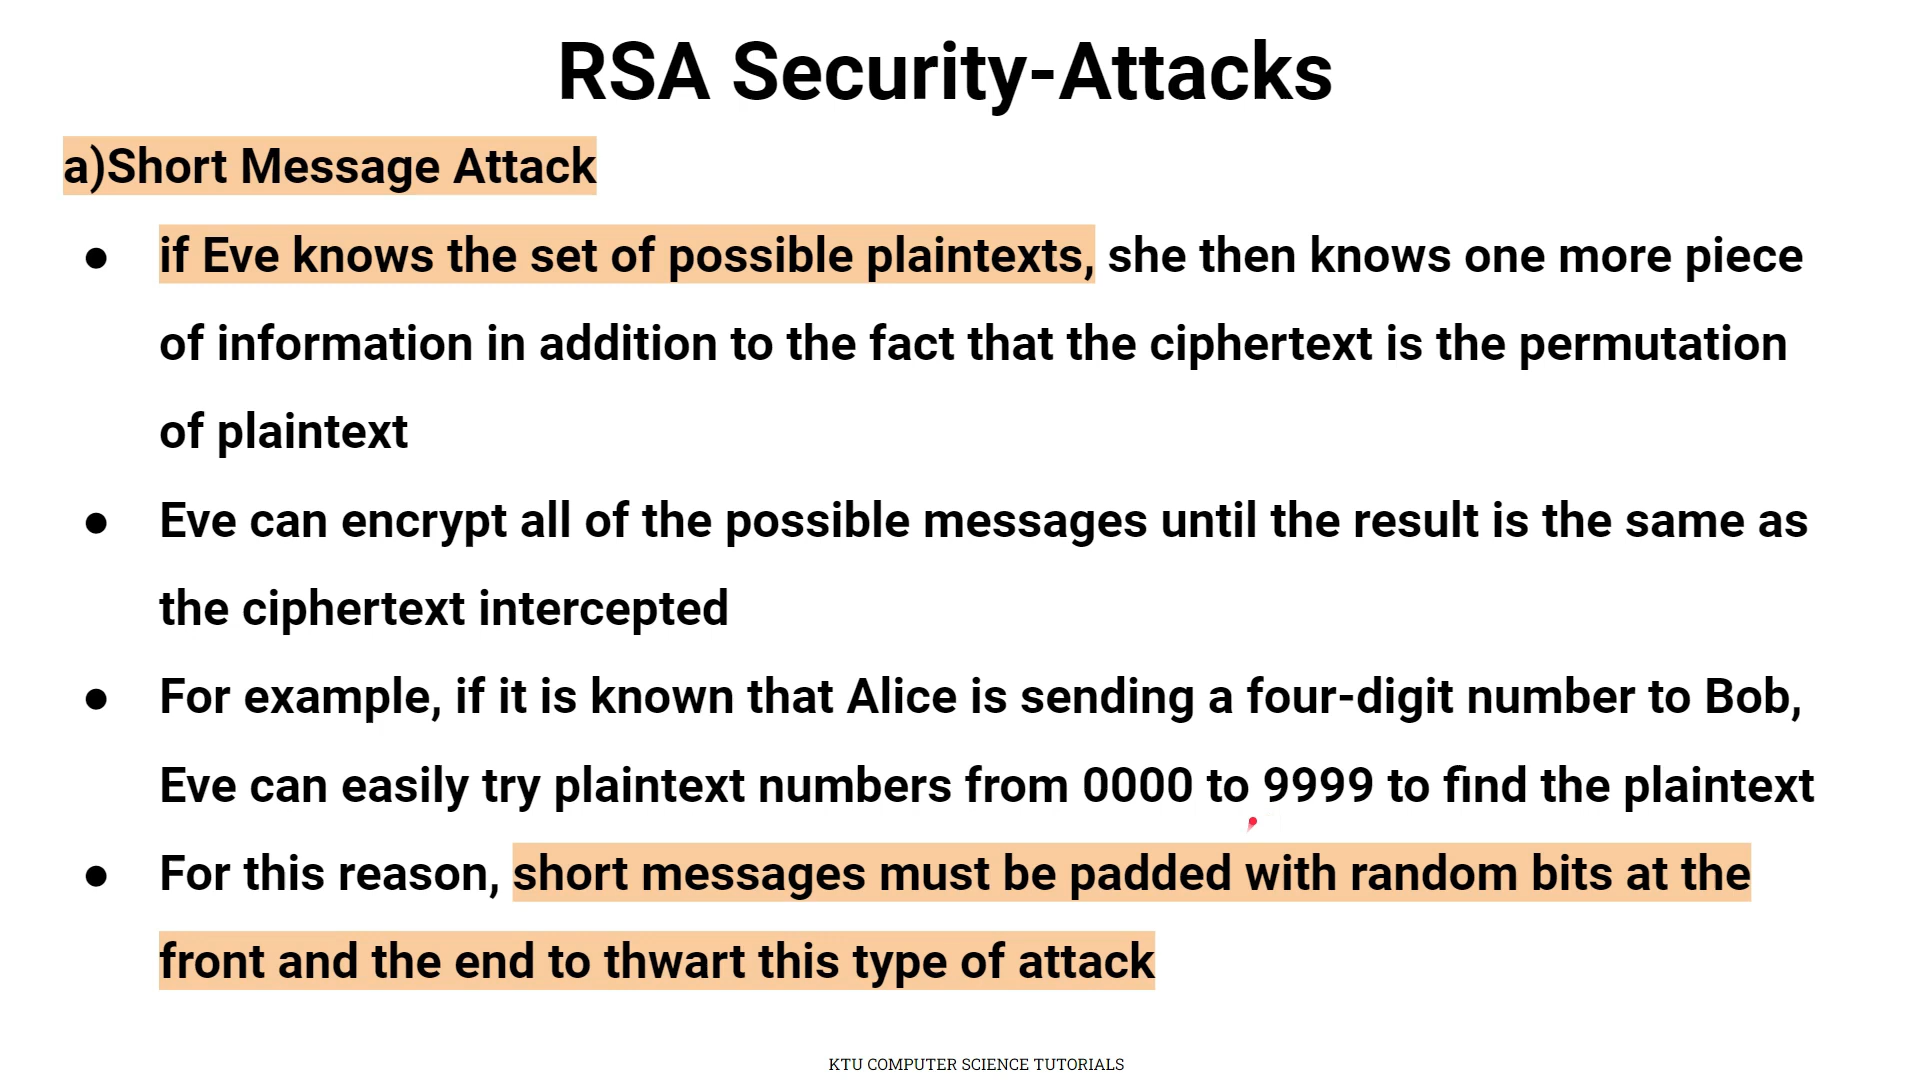 RSA Security-Attacks
a)Short Message Attack
● if Eve knows the set of possible plaintexts, she then knows one more piece
of information in addition to the fact that the ciphertext is the permutation
of plaintext
● Eve can encrypt all of the possible messages until the result is the same as
the ciphertext intercepted
● For example, if it is known that Alice is sending a four-digit number to Bob,
Eve can easily try plaintext numbers from 0000 to 9999 to find the plaintext
● For this reason, short messages must be padded with random bits at the
front and the end to thwart this type of attack
KTU COMPUTER SCIENCE TUTORIALS